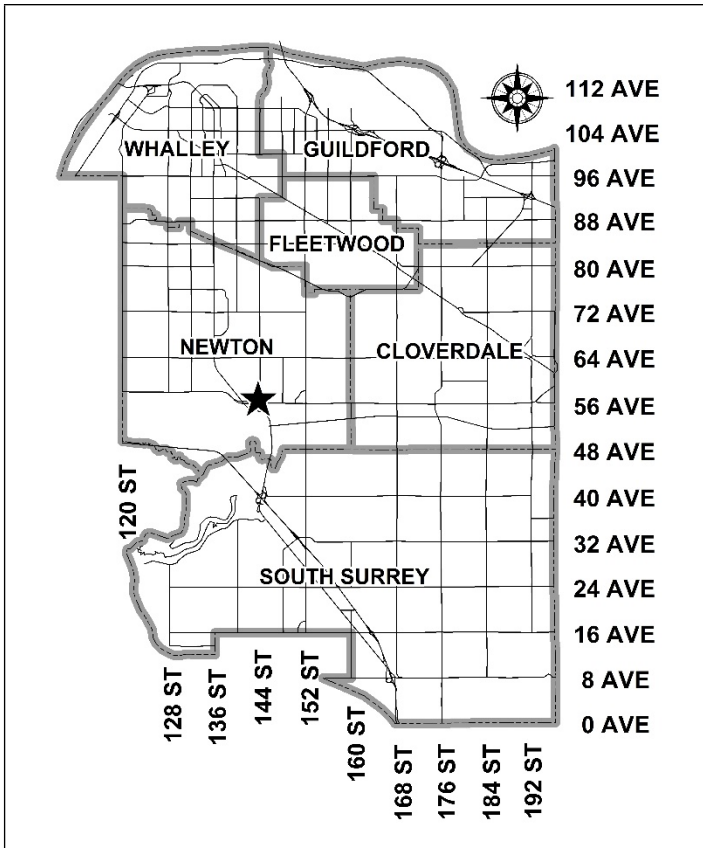 112 AVE
104 AVE
WHALLEY
GUILDFORD
96 AVE
88 AVE
FLEETWOOD
80 AVE
72 AVE
NEWTON
CLOVERDALE
64 AVE
56 AVE
48 AVE
120 ST
40 AVE
32 AVE
SOUTH SURREY
24 AVE
16 AVE
128 ST
136 ST
144 ST
152 ST
8 AVE
160 ST
0 AVE
168 ST
176 ST
184 ST
192 ST